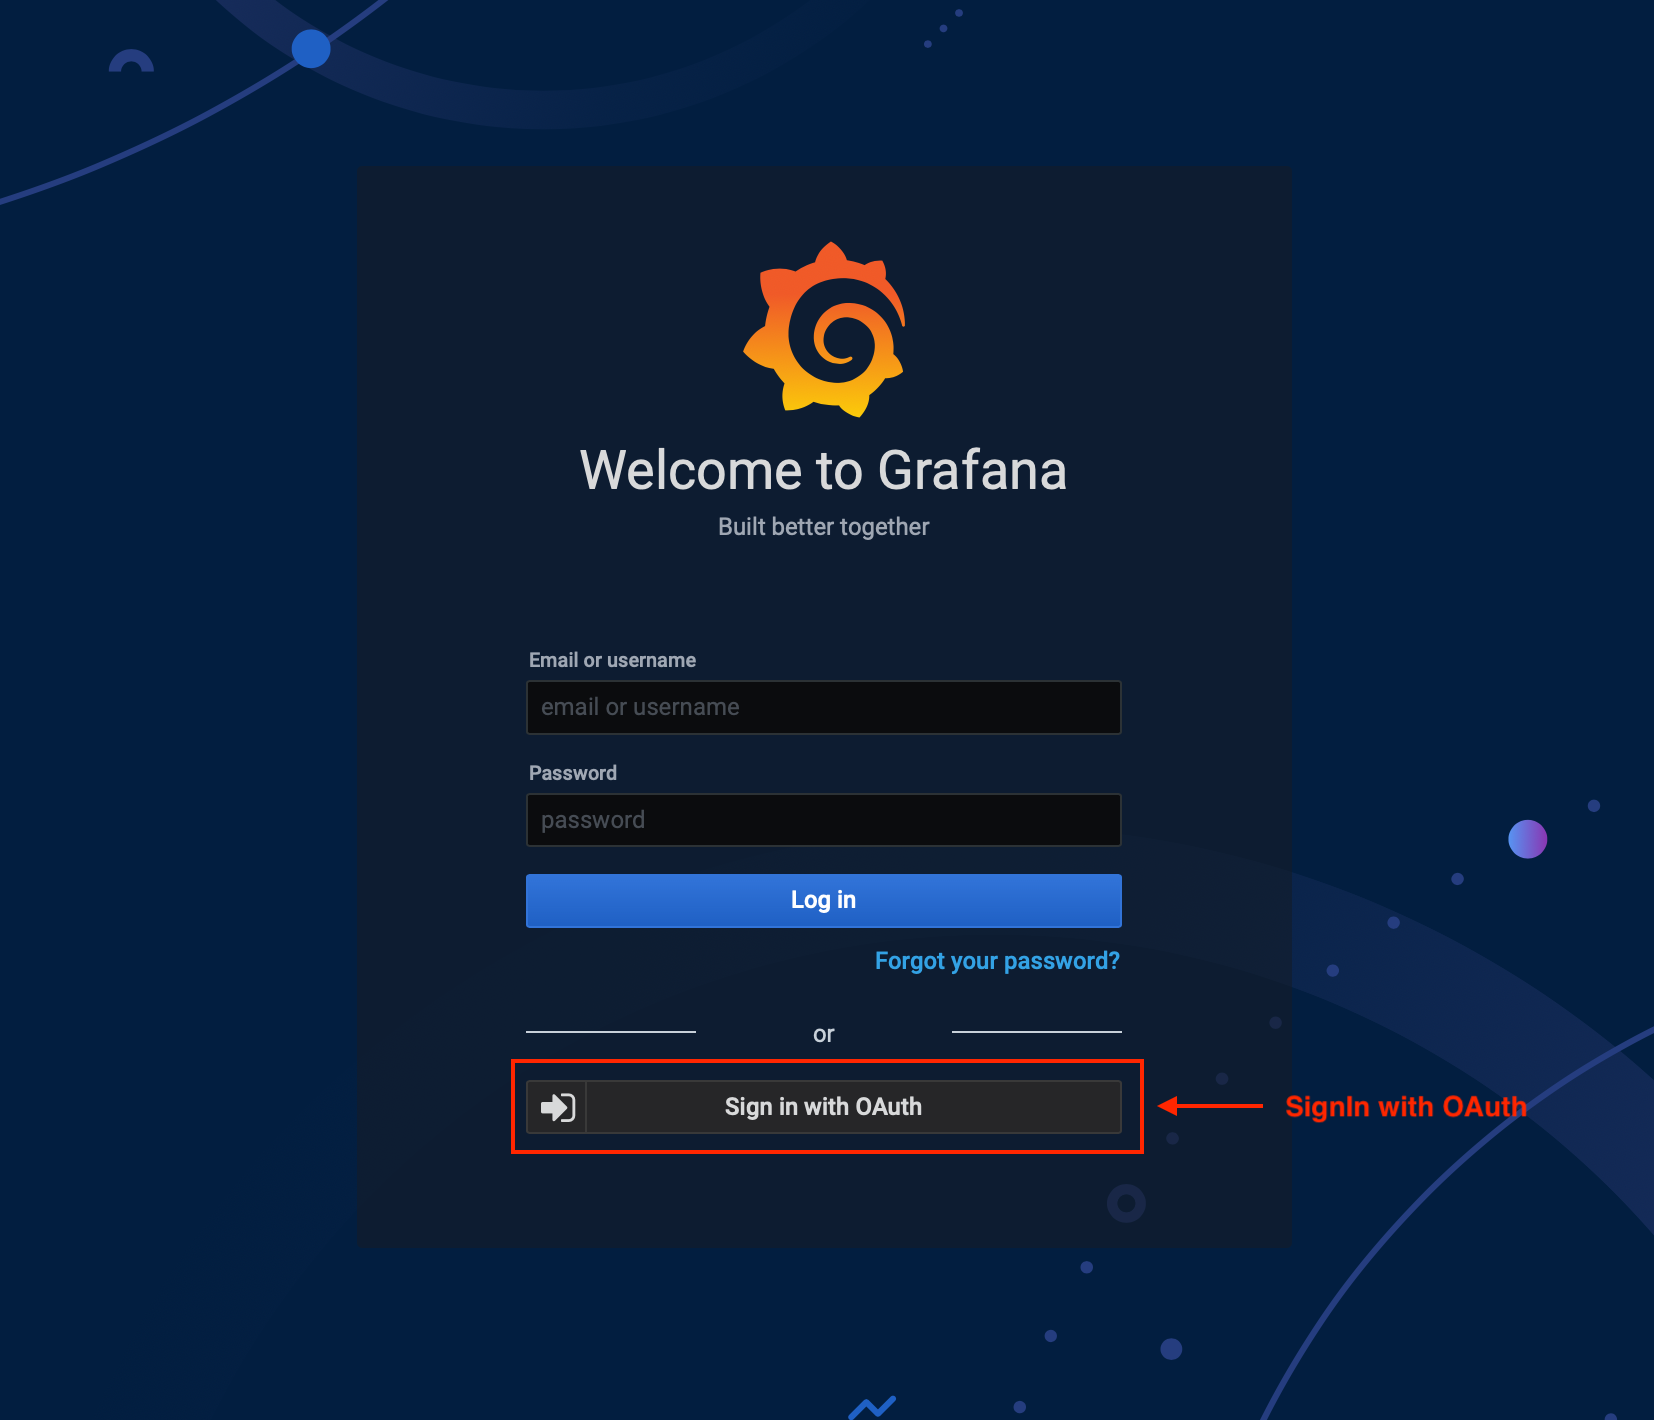 Welcome to Grafana
Built better together
Email or username
email or username
Password
password
Log in
Forgot your password?
or
Sign in with OAuth
SignIn with OAuth